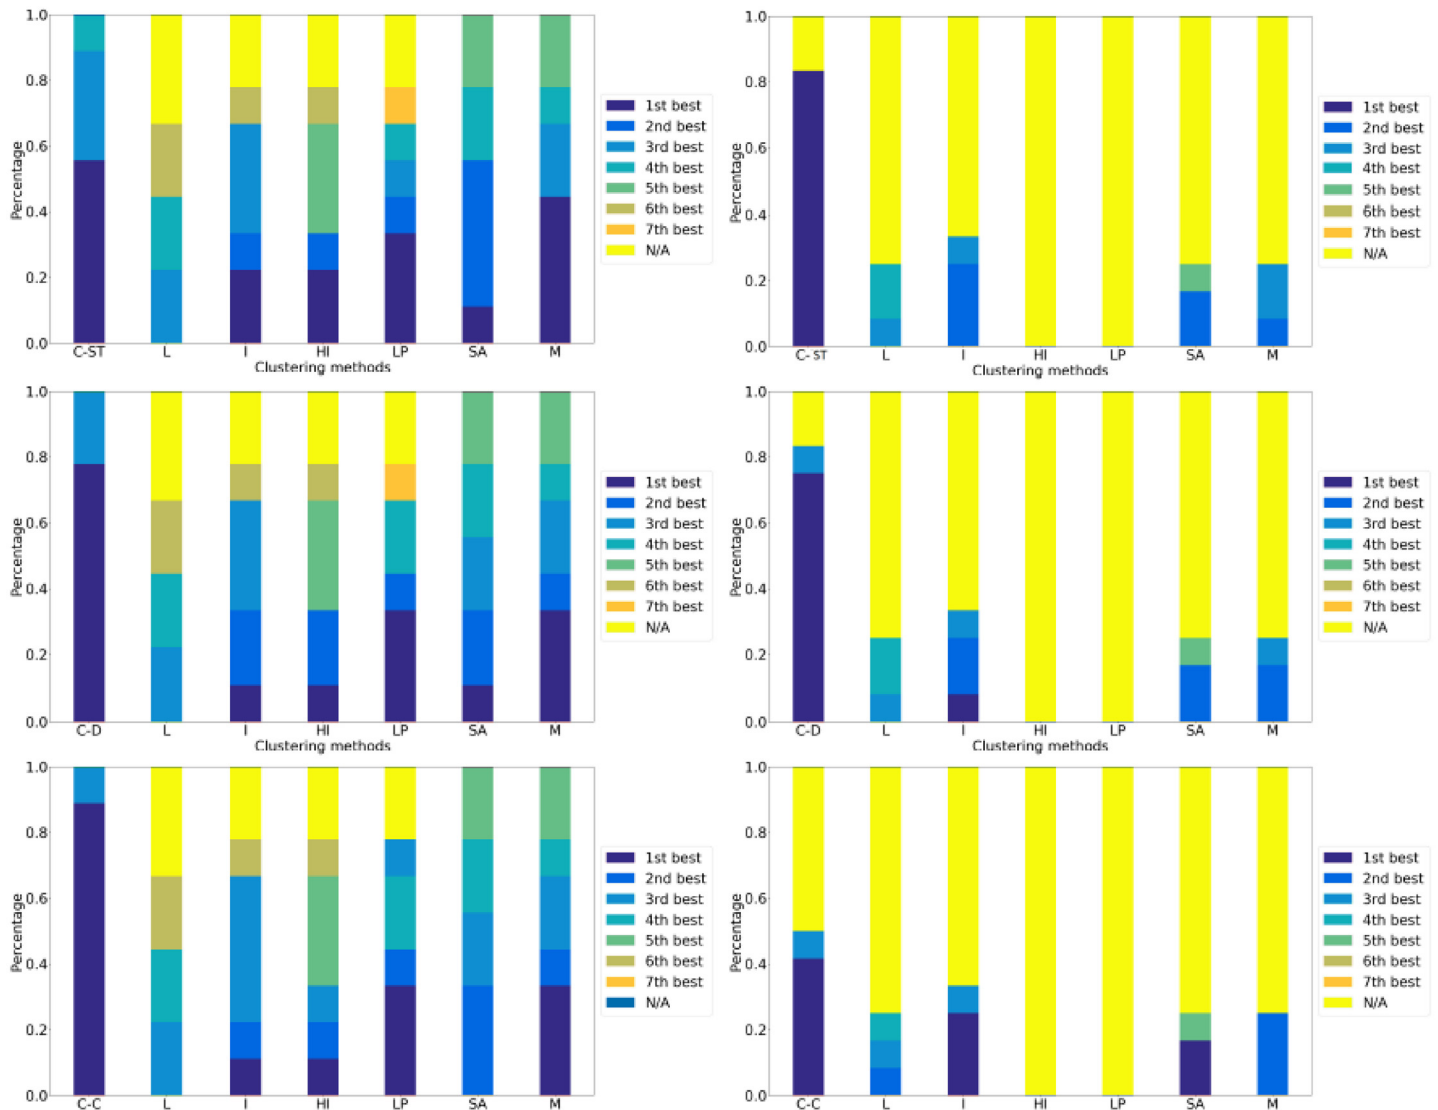 1.0
0.8
0.6
0.4
0.2
0.0
Percentage
C-ST L I HI LP SA M
Clustering methods
1st best
2nd best
3rd best
4th best
5th best
6th best
7th best
N/A
1.0
0.8
0.6
0.4
0.2
0.0
Percentage
C-ST L I HI LP SA M
Clustering methods
1st best
2nd best
3rd best
4th best
5th best
6th best
7th best
N/A
1.0
0.8
0.6
0.4
0.2
0.0
Percentage
C-D L I HI LP SA M
Clustering methods
1st best
2nd best
3rd best
4th best
5th best
6th best
7th best
N/A
1.0
0.8
0.6
0.4
0.2
0.0
Percentage
C-D L I HI LP SA M
Clustering methods
1st best
2nd best
3rd best
4th best
5th best
6th best
7th best
N/A
1.0
0.8
0.6
0.4
0.2
0.0
Percentage
C-C L I HI LP SA M
1st best
2nd best
3rd best
4th best
5th best
6th best
7th best
N/A
1.0
0.8
0.6
0.4
0.2
0.0
Percentage
C-C L I HI LP SA M
1st best
2nd best
3rd best
4th best
5th best
6th best
7th best
N/A